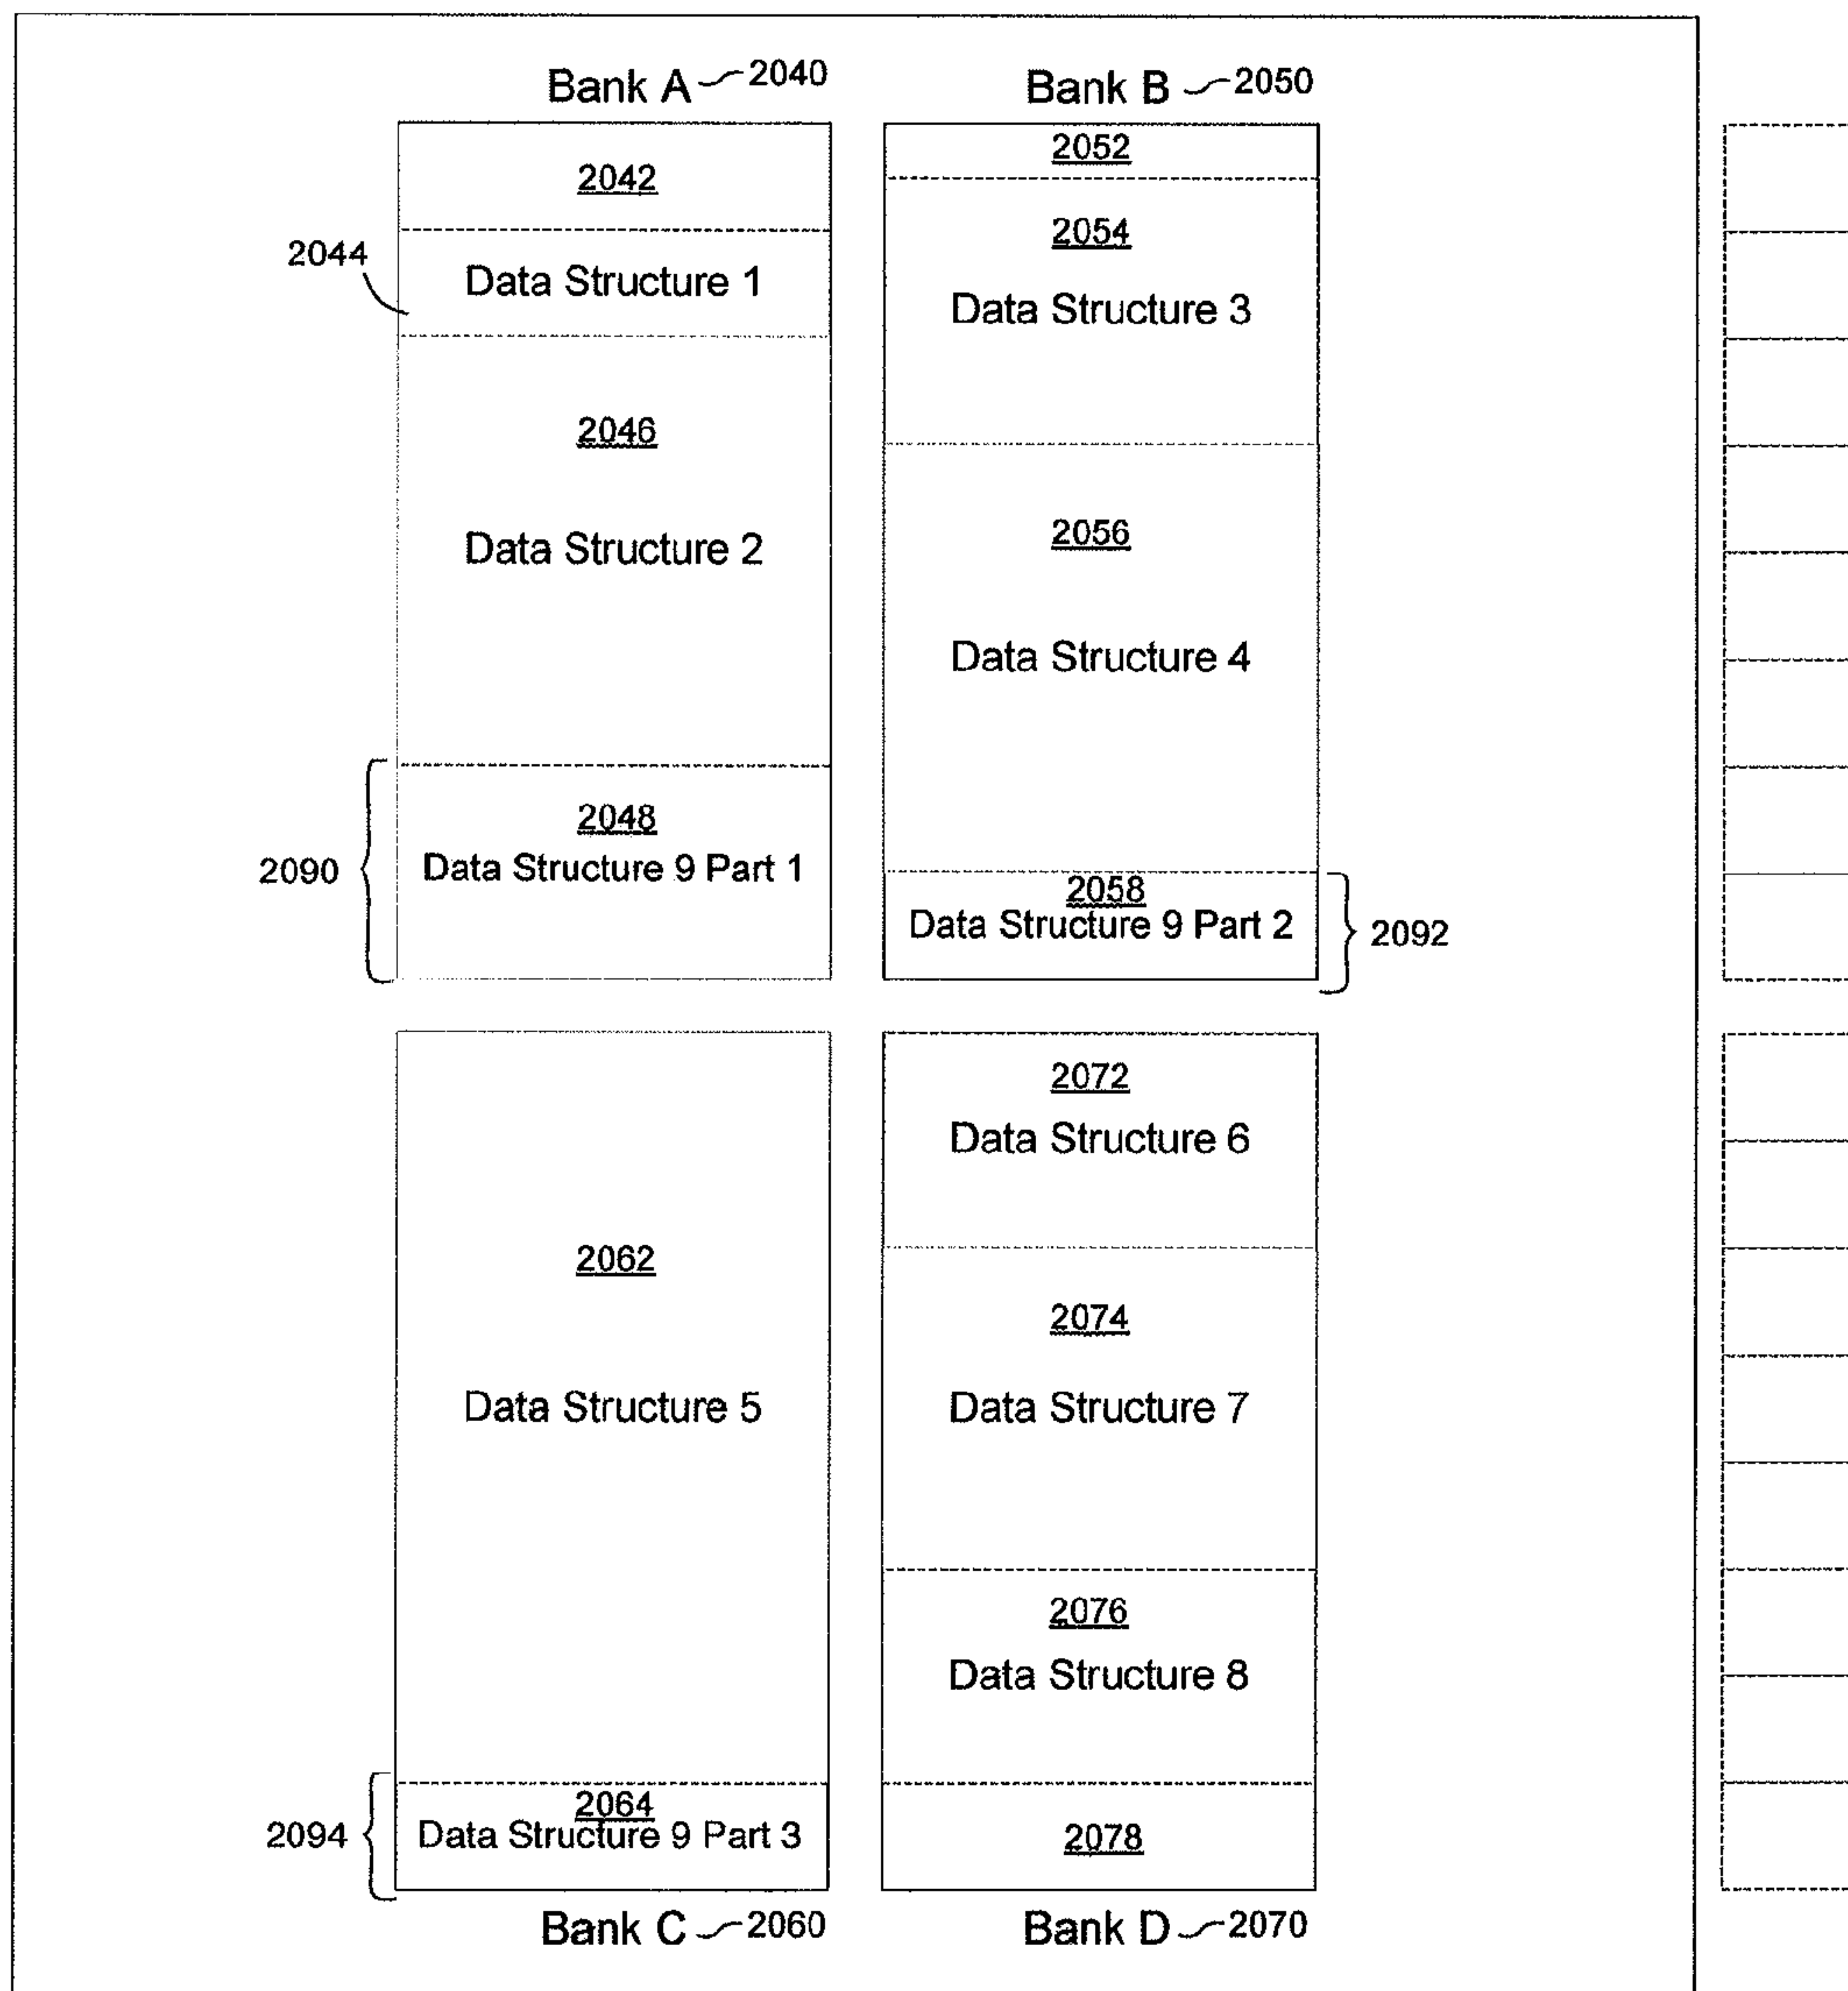 Bank A 2040
Bank B 2050
2042
2044
Data Structure 1
2046
Data Structure 2
2090
2048
Data Structure 9 Part 1
2052
2054
Data Structure 3
2056
Data Structure 4
2058
Data Structure 9 Part 2
2092
2062
Data Structure 5
2094
2064
Data Structure 9 Part 3
2072
Data Structure 6
2074
Data Structure 7
2076
Data Structure 8
2078
Bank C 2060
Bank D 2070